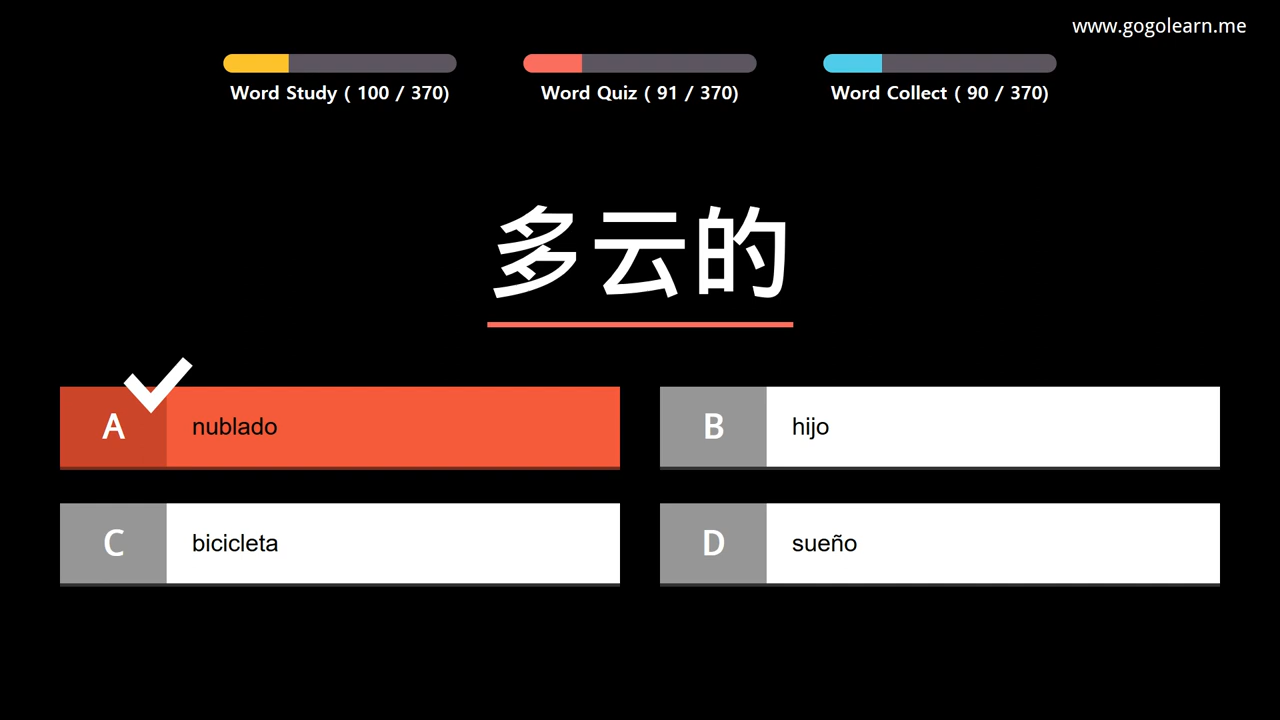 www.gogolearn.me
Word Study ( 100 / 370)
Word Quiz ( 91 / 370)
Word Collect ( 90 / 370)
多云的
A nublado
B hijo
C bicicleta
D sueño